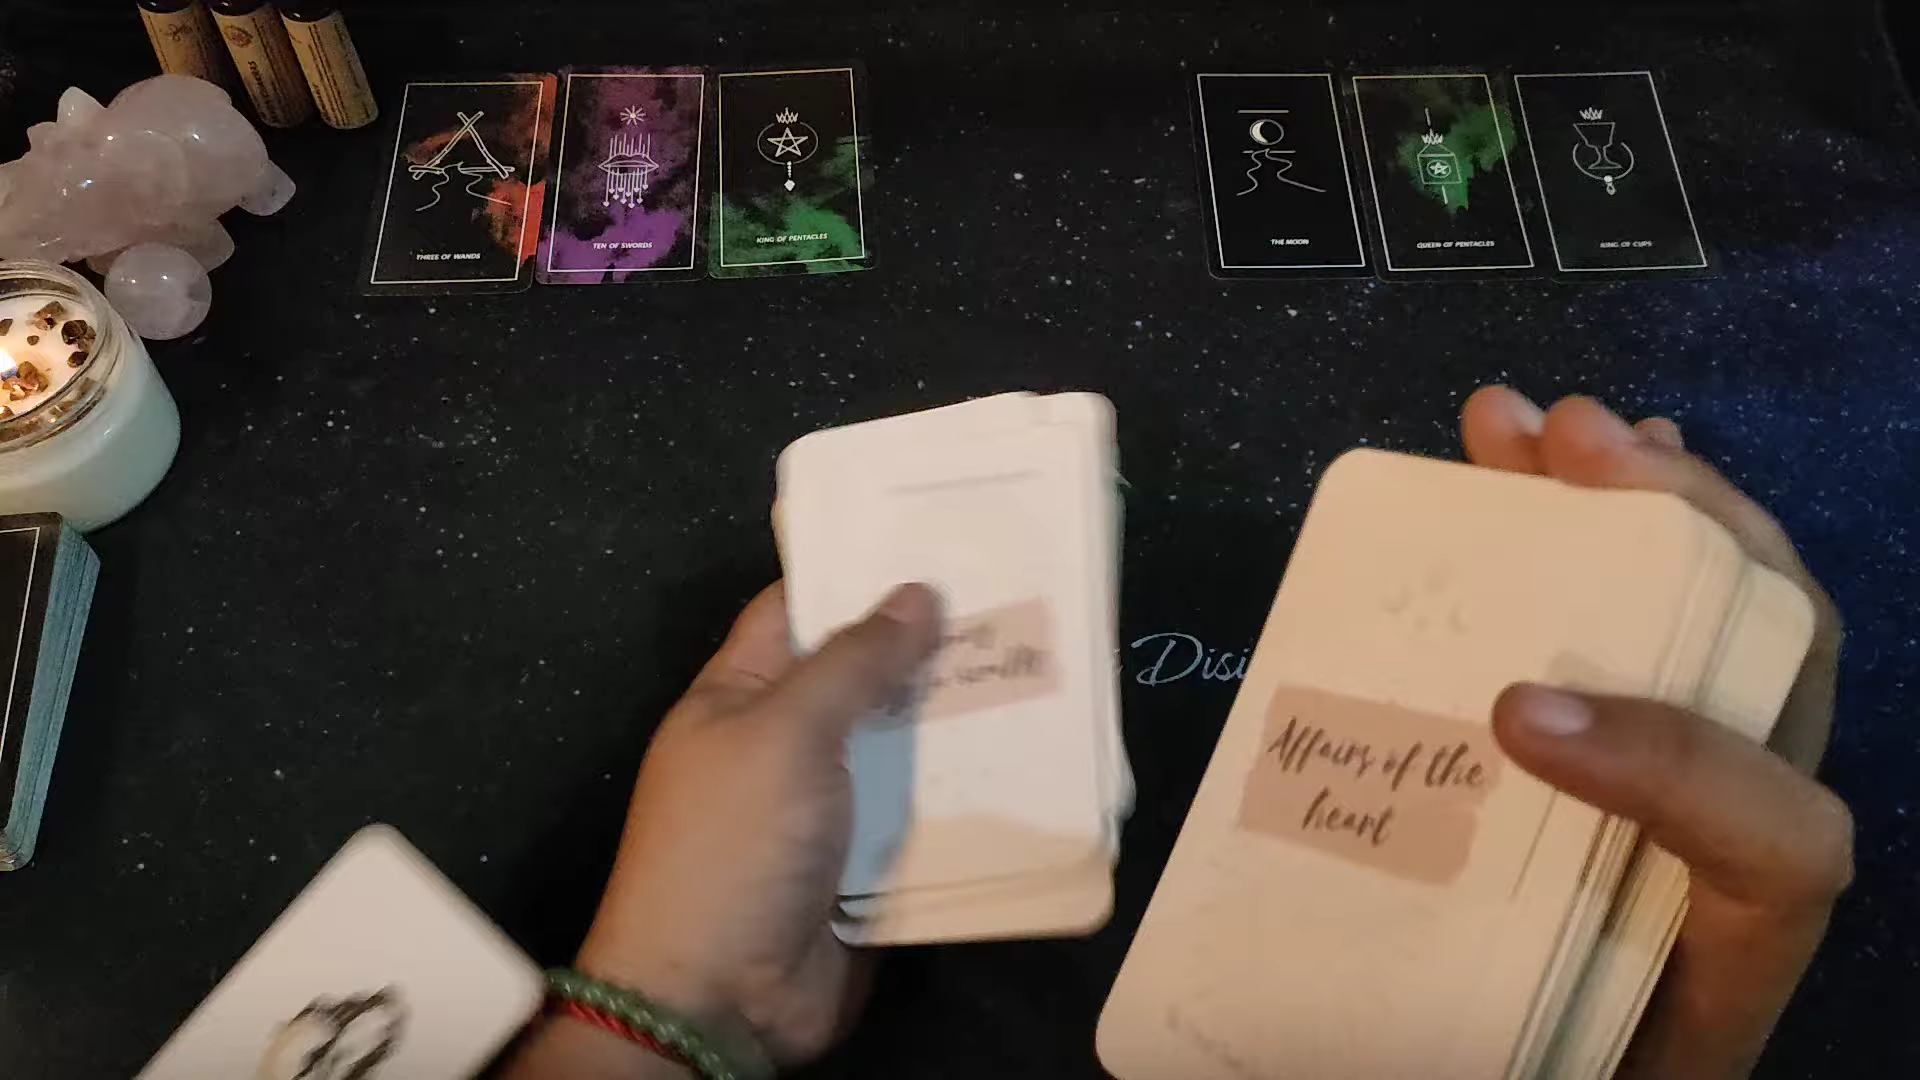 THREE OF WANDS
TEN OF SWORDS
KING OF PENTACLES
THE MOON
QUEEN OF PENTACLES
KING OF CUPS
Disi
Affairs of the
heart